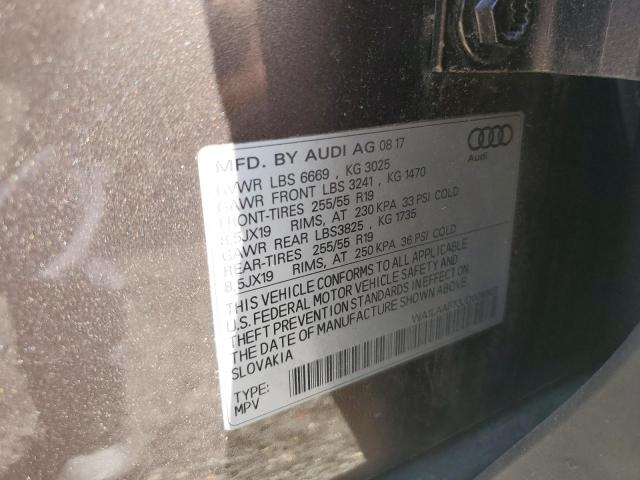 MFD. BY AUDI AG 08 17
GVWR LBS 6669 , KG 3025
GAWR FRONT LBS 3241 , KG 1470
FRONT-TIRES 255/55 R19
8,5JX19 RIMS, AT 230 KPA 33 PSI COLD
GAWR REAR LBS3825 , KG 1735
REAR-TIRES 255/55 R19
8,5JX19 RIMS, AT 250 KPA 36 PSI COLD
THIS VEHICLE CONFORMS TO ALL APPLICABLE
U.S. FEDERAL MOTOR VEHICLE SAFETY AND
THEFT PREVENTION STANDARDS IN EFFECT ON
THE DATE OF MANUFACTURE SHOWN ABOVE
SLOVAKIA
TYPE:
MPV
Audi